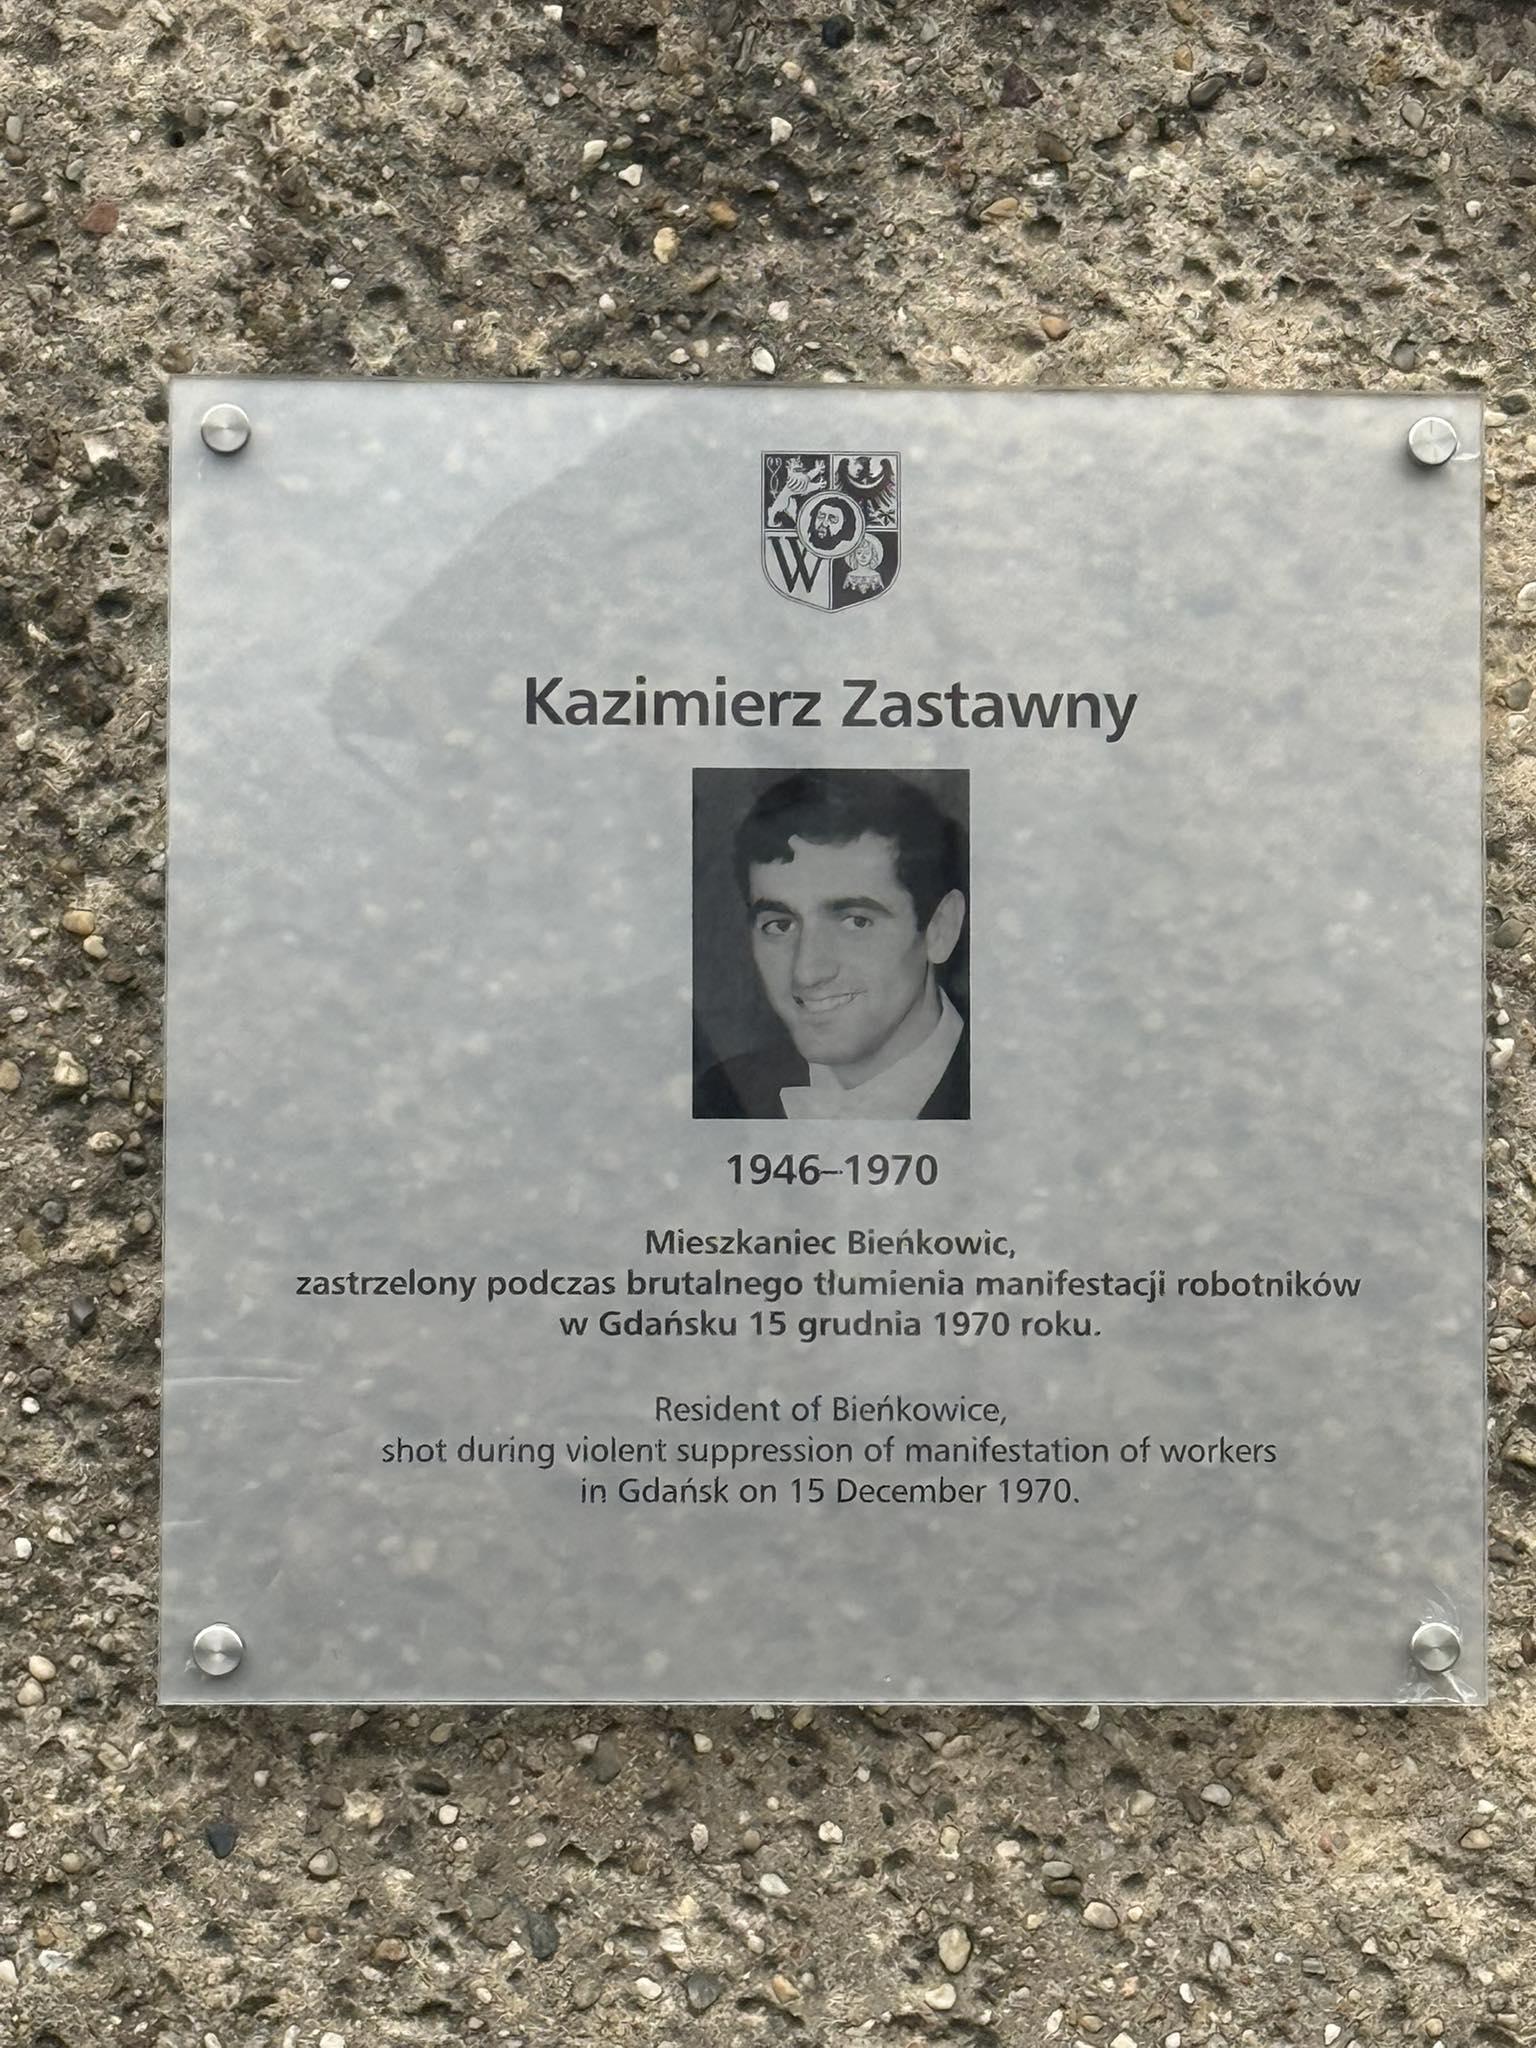 W
Kazimierz Zastawny
1946–1970
Mieszkaniec Bieńkowic,
zastrzelony podczas brutalnego tłumienia manifestacji robotników
w Gdańsku 15 grudnia 1970 roku.
Resident of Bieńkowice,
shot during violent suppression of manifestation of workers
in Gdańsk on 15 December 1970.